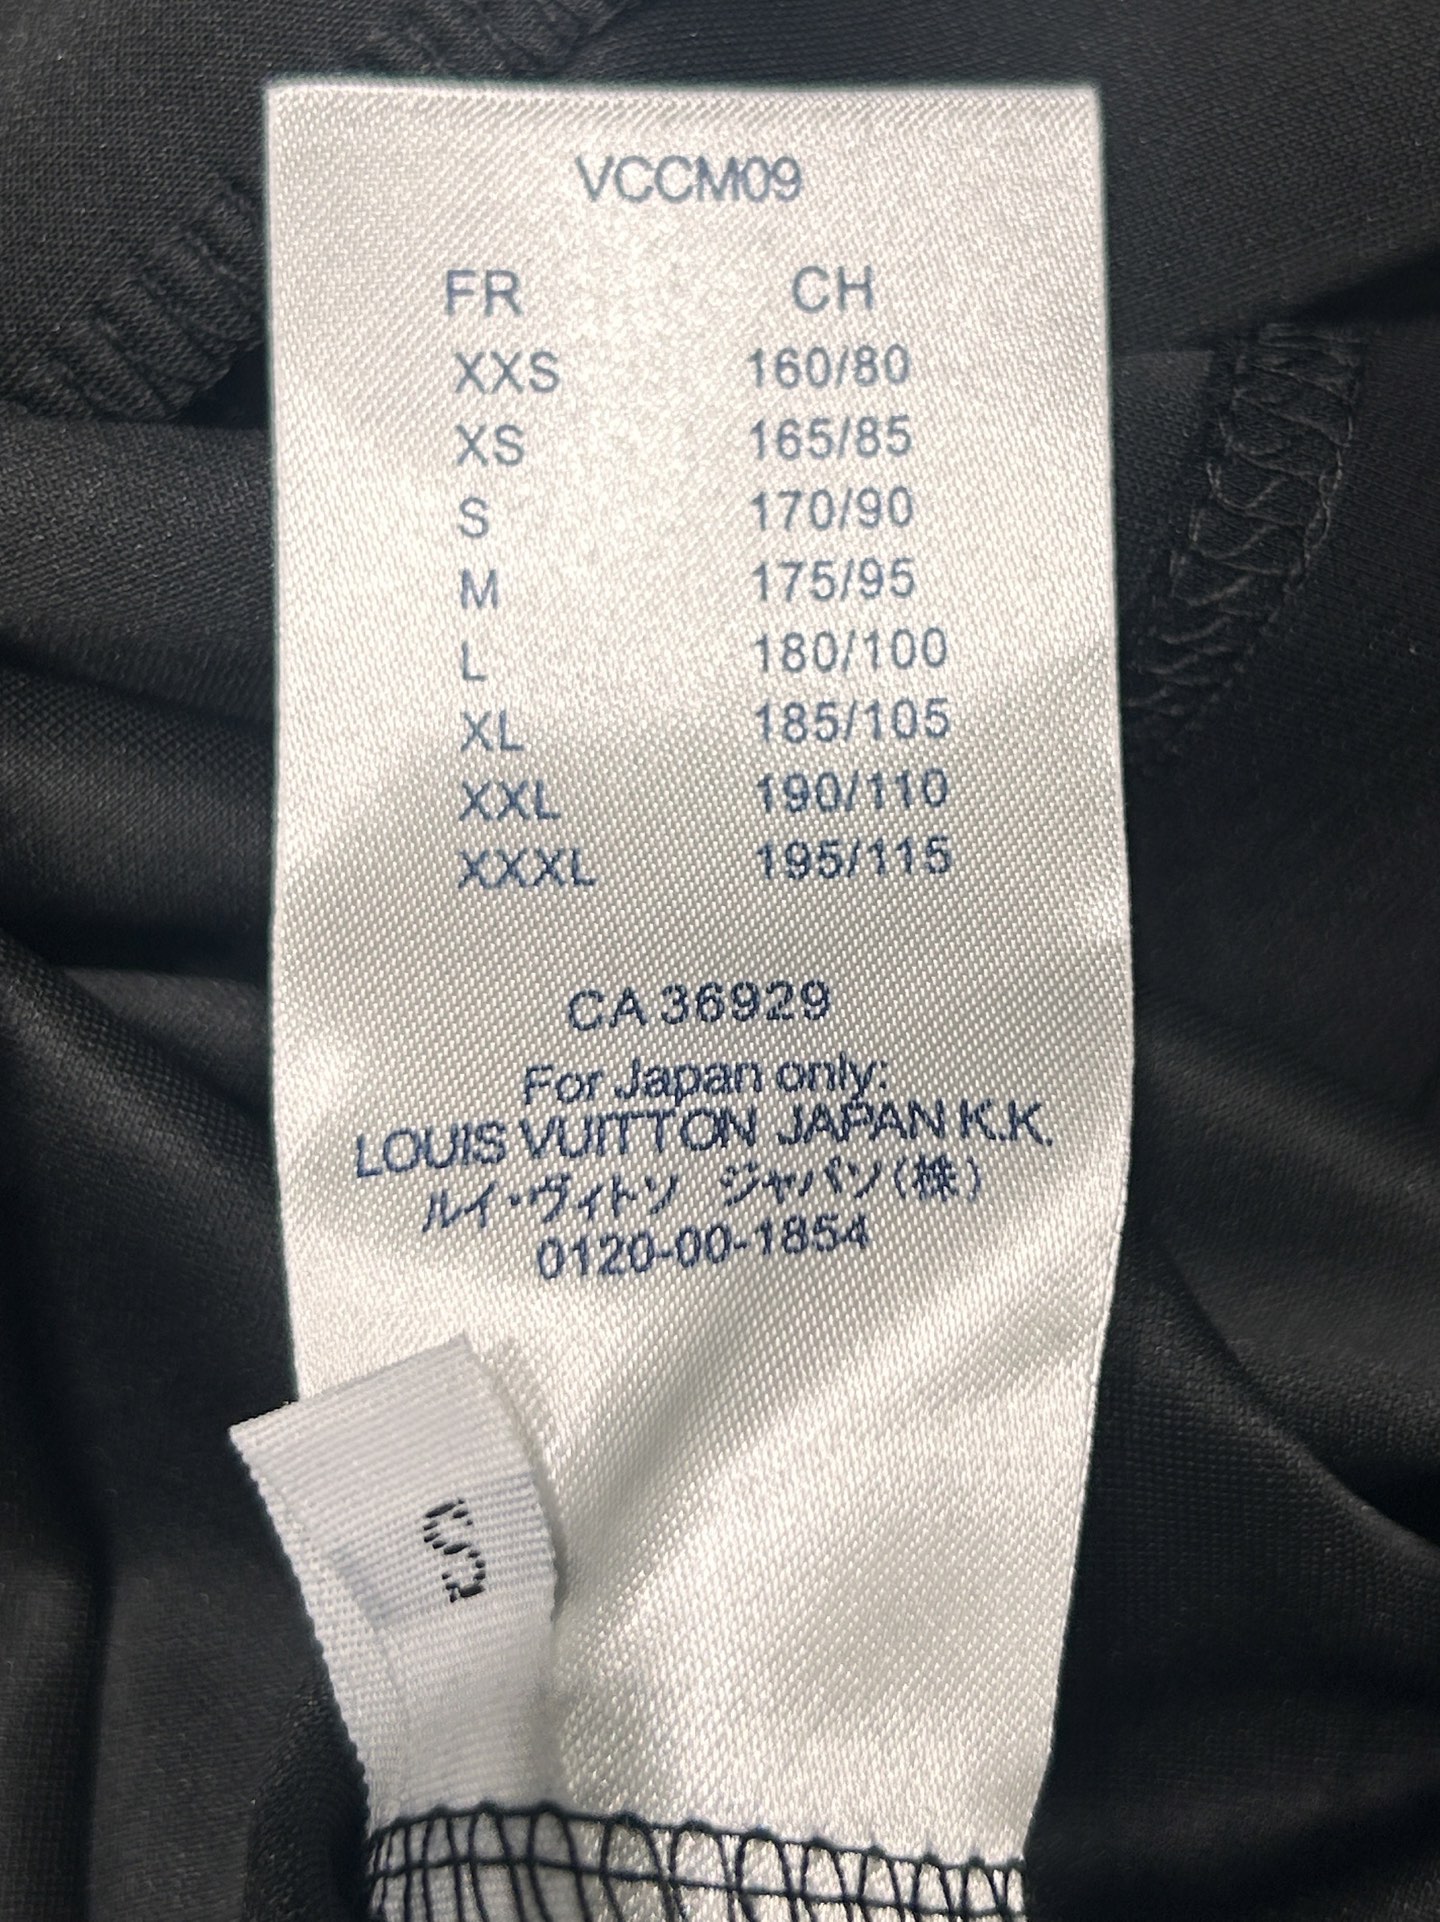 VCCM09
FR CH
XXS 160/80
XS 165/85
S 170/90
M 175/95
L 180/100
XL 185/105
XXL 190/110
XXXL 195/115
CA 36929
For Japan only:
LOUIS VUITTON JAPAN K.K.
ルイ・ヴィトン ジャパン(株)
0120-00-1854
S